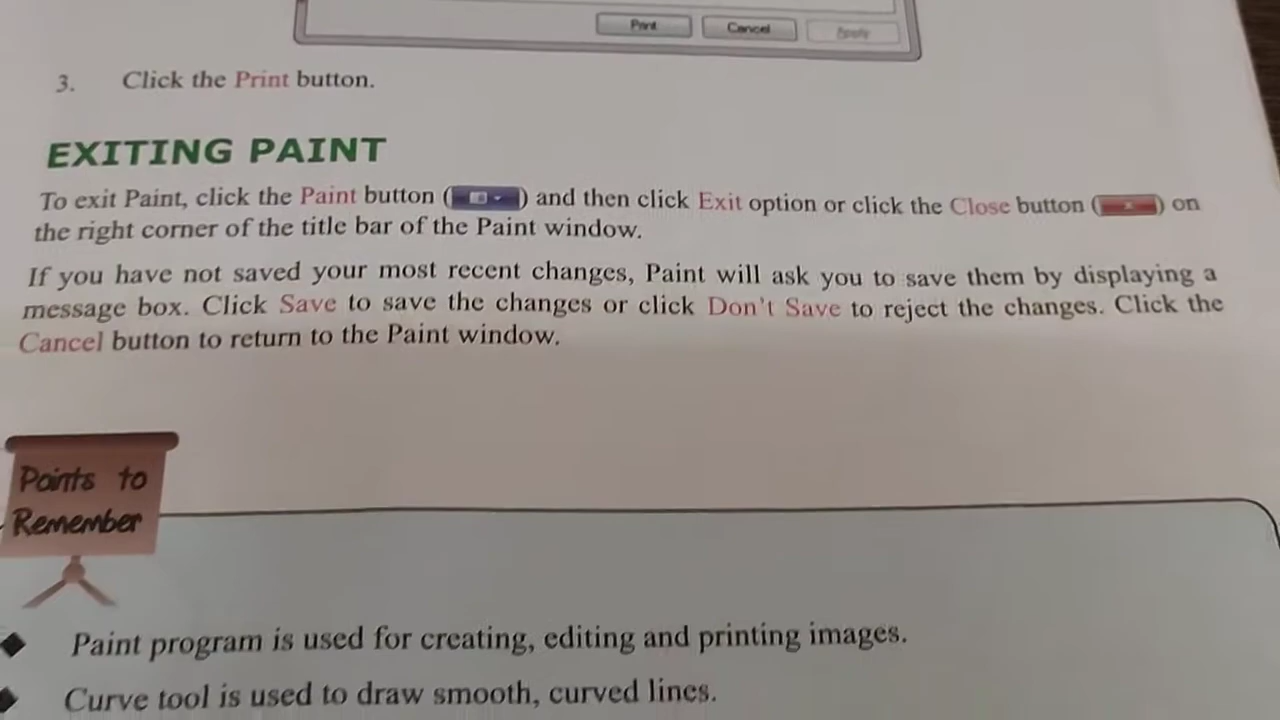 Print Cancel Apply
3. Click the Print button.
EXITING PAINT
To exit Paint, click the Paint button ( ) and then click Exit option or click the Close button ( ) on
the right corner of the title bar of the Paint window.
If you have not saved your most recent changes, Paint will ask you to save them by displaying a
message box. Click Save to save the changes or click Don't Save to reject the changes. Click the
Cancel button to return to the Paint window.
Points to
Remember
Paint program is used for creating, editing and printing images.
Curve tool is used to draw smooth, curved lines.